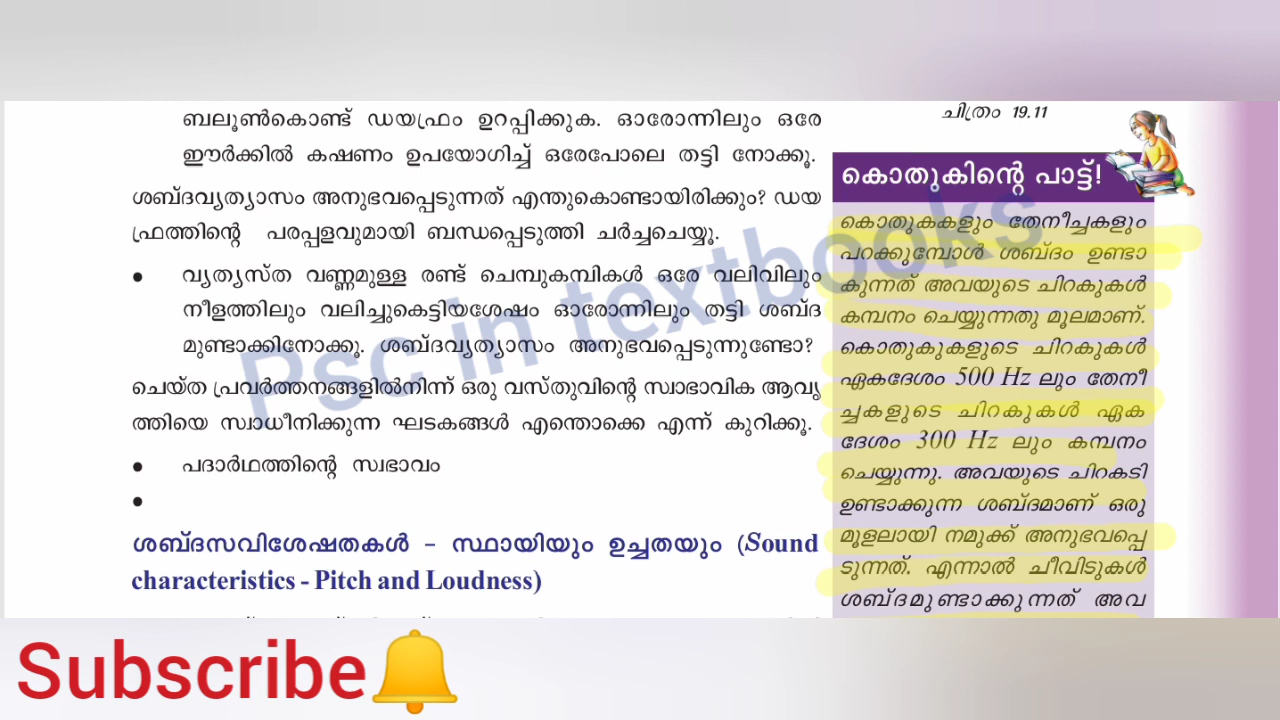 ബലൂൺകൊണ്ട് ഡയഫ്രം ഉറപ്പിക്കുക. ഓരോന്നിലും ഒരേ
ഈർക്കിൽ കഷണം ഉപയോഗിച്ച് ഒരേപോലെ തട്ടി നോക്കൂ.
ശബ്ദവ്യത്യാസം അനുഭവപ്പെടുന്നത് എന്തുകൊണ്ടായിരിക്കും? ഡയ
ഫ്രത്തിന്റെ പരപ്പളവുമായി ബന്ധപ്പെടുത്തി ചർച്ചചെയ്യൂ.
● വ്യത്യസ്ത വണ്ണമുള്ള രണ്ട് ചെമ്പുകമ്പികൾ ഒരേ വലിവിലും
നീളത്തിലും വലിച്ചുകെട്ടിയശേഷം ഓരോന്നിലും തട്ടി ശബ്ദ
മുണ്ടാക്കിനോക്കൂ. ശബ്ദവ്യത്യാസം അനുഭവപ്പെടുന്നുണ്ടോ?
ചെയ്ത പ്രവർത്തനങ്ങളിൽനിന്ന് ഒരു വസ്തുവിന്റെ സ്വാഭാവിക ആവൃ
ത്തിയെ സ്വാധീനിക്കുന്ന ഘടകങ്ങൾ എന്തൊക്കെ എന്ന് കുറിക്കൂ.
● പദാർഥത്തിന്റെ സ്വഭാവം
●
ശബ്ദസവിശേഷതകൾ – സ്ഥായിയും ഉച്ചതയും (Sound
characteristics - Pitch and Loudness)
ചിത്രം 19.11
കൊതുകിന്റെ പാട്ട്!
കൊതുകകളും തേനീച്ചകളും
പറക്കുമ്പോൾ ശബ്ദം ഉണ്ടാ
കുന്നത് അവയുടെ ചിറകുകൾ
കമ്പനം ചെയ്യുന്നതു മൂലമാണ്.
കൊതുകുകളുടെ ചിറകുകൾ
ഏകദേശം 500 Hz ലും തേനീ
ച്ചകളുടെ ചിറകുകൾ ഏക
ദേശം 300 Hz ലും കമ്പനം
ചെയ്യുന്നു. അവയുടെ ചിറകടി
ഉണ്ടാക്കുന്ന ശബ്ദമാണ് ഒരു
മൂളലായി നമുക്ക് അനുഭവപ്പെ
ടുന്നത്. എന്നാൽ ചീവിടുകൾ
ശബ്ദമുണ്ടാക്കുന്നത് അവ
Psc in textbooks
Subscribe